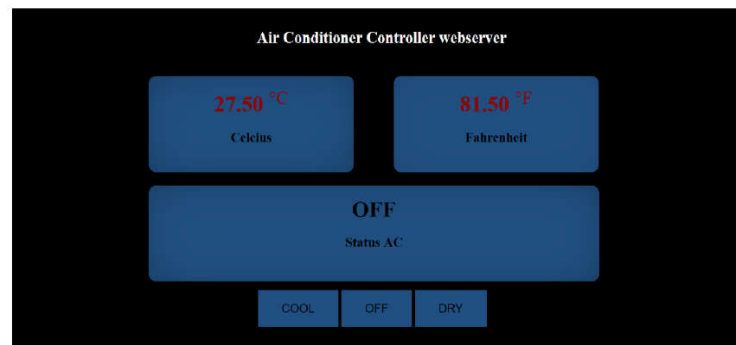 Air Conditioner Controller webserver
27.50 °C
Celcius
81.50 °F
Fahrenheit
OFF
Status AC
COOL OFF DRY